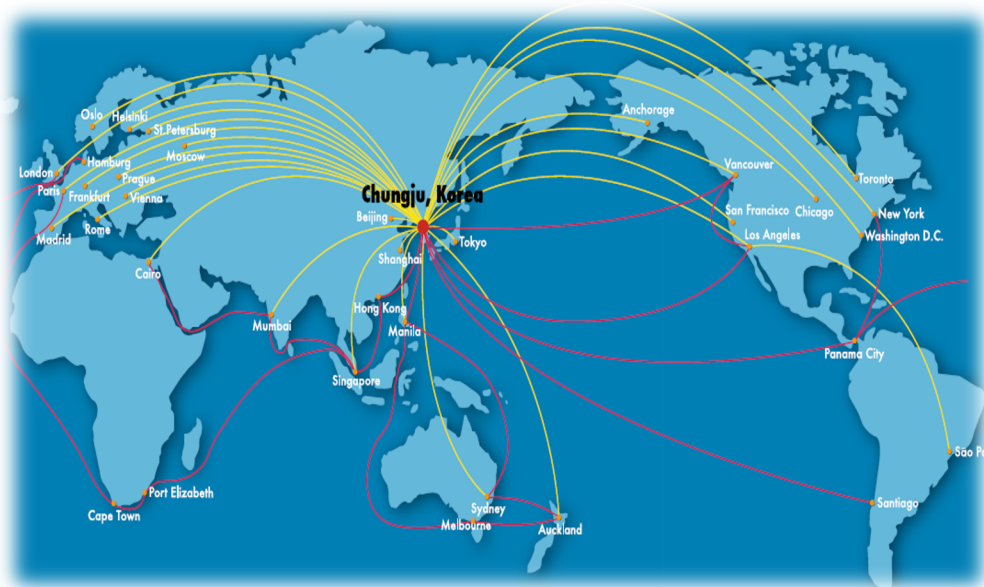 Oslo
Helsinki
St.Petersburg
Moscow
London
Hamburg
Paris
Prague
Frankfurt
Vienna
Madrid
Rome
Cairo
Chungju, Korea
Beijing
Tokyo
Shanghai
Hong Kong
Mumbai
Manila
Singapore
Port Elizabeth
Cape Town
Sydney
Melbourne
Auckland
Anchorage
Vancouver
Toronto
San Francisco
Chicago
New York
Los Angeles
Washington D.C.
Panama City
São Pa
Santiago